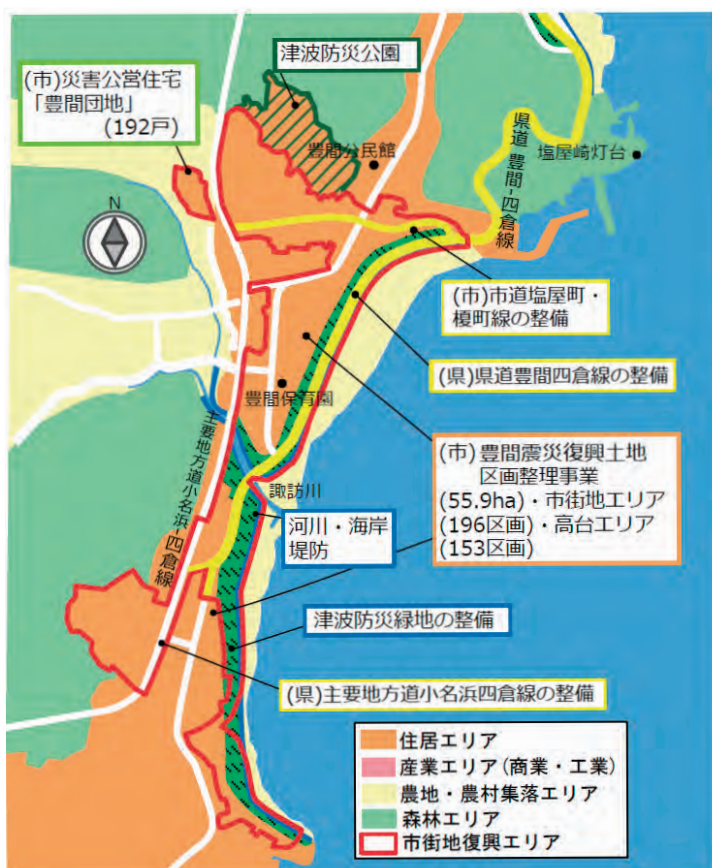 津波防災公園
(市)災害公営住宅
「豊間団地」
(192戸)
豊間公民館
県道 豊間-四倉線
塩屋崎灯台
N
(市)市道塩屋町・
榎町線の整備
(県)県道豊間四倉線の整備
豊間保育園
主要地方道小名浜-四倉線
(市)豊間震災復興土地
区画整理事業
(55.9ha)・市街地エリア
(196区画)・高台エリア
(153区画)
諏訪川
河川・海岸
堤防
津波防災緑地の整備
(県)主要地方道小名浜四倉線の整備
住居エリア
産業エリア(商業・工業)
農地・農村集落エリア
森林エリア
市街地復興エリア